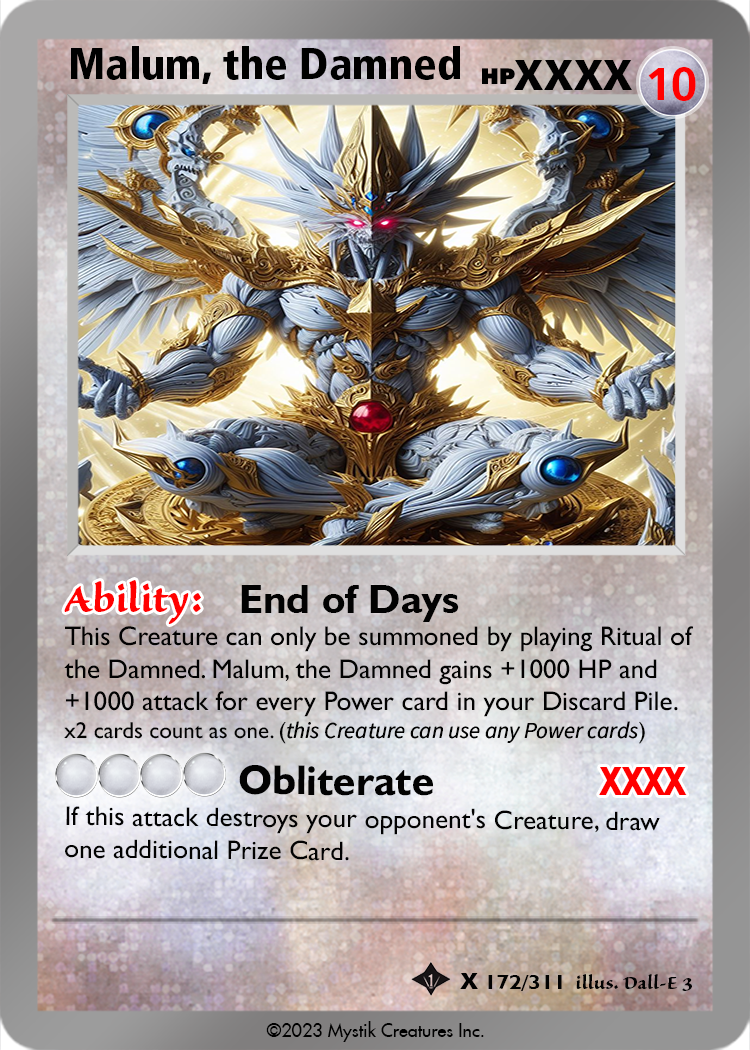 Malum, the Damned HPXXXX 10
Ability: End of Days
This Creature can only be summoned by playing Ritual of
the Damned. Malum, the Damned gains +1000 HP and
+1000 attack for every Power card in your Discard Pile.
x2 cards count as one. (this Creature can use any Power cards)
Obliterate XXXX
If this attack destroys your opponent's Creature, draw
one additional Prize Card.
1 X 172/311 illus. Dall-E 3
©2023 Mystik Creatures Inc.